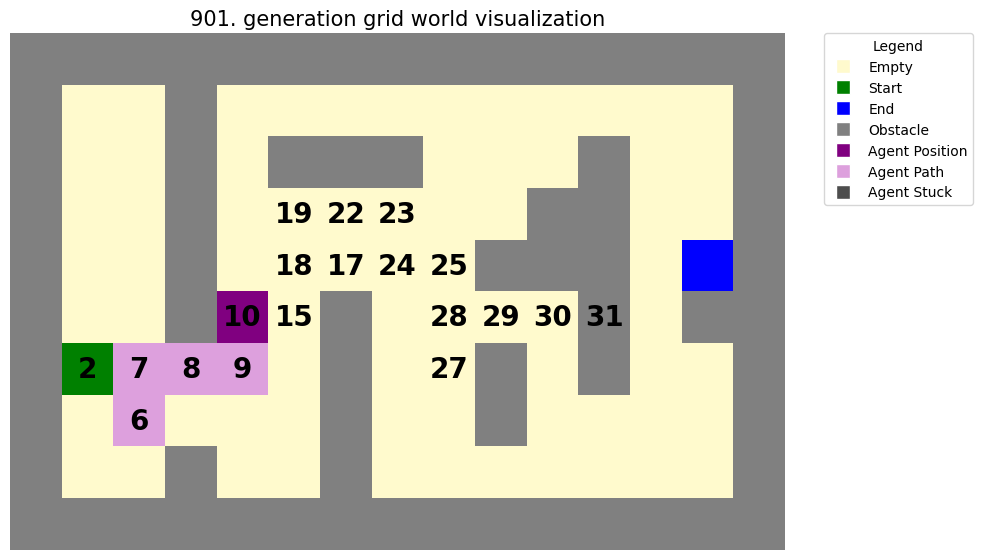 901. generation grid world visualization
Legend
Empty
Start
End
Obstacle
Agent Position
Agent Path
Agent Stuck
19 22 23
18 17 24 25
10 15 28 29 30 31
2 7 8 9 27
6